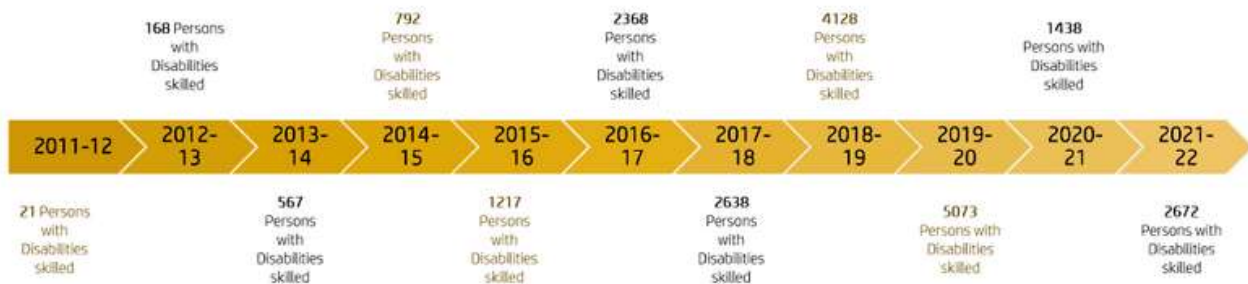 168 Persons
with
Disabilities
skilled
792
Persons
with
Disabilities
skilled
2368
Persons
with
Disabilities
skilled
4128
Persons
with
Disabilities
skilled
1438
Persons with
Disabilities
skilled
2011-12
2012-
13
2013-
14
2014-
15
2015-
16
2016-
17
2017-
18
2018-
19
2019-
20
2020-
21
2021-
22
21 Persons
with
Disabilities
skilled
567
Persons
with
Disabilities
skilled
1217
Persons
with
Disabilities
skilled
2638
Persons
with
Disabilities
skilled
5073
Persons with
Disabilities
skilled
2672
Persons with
Disabilities
skilled